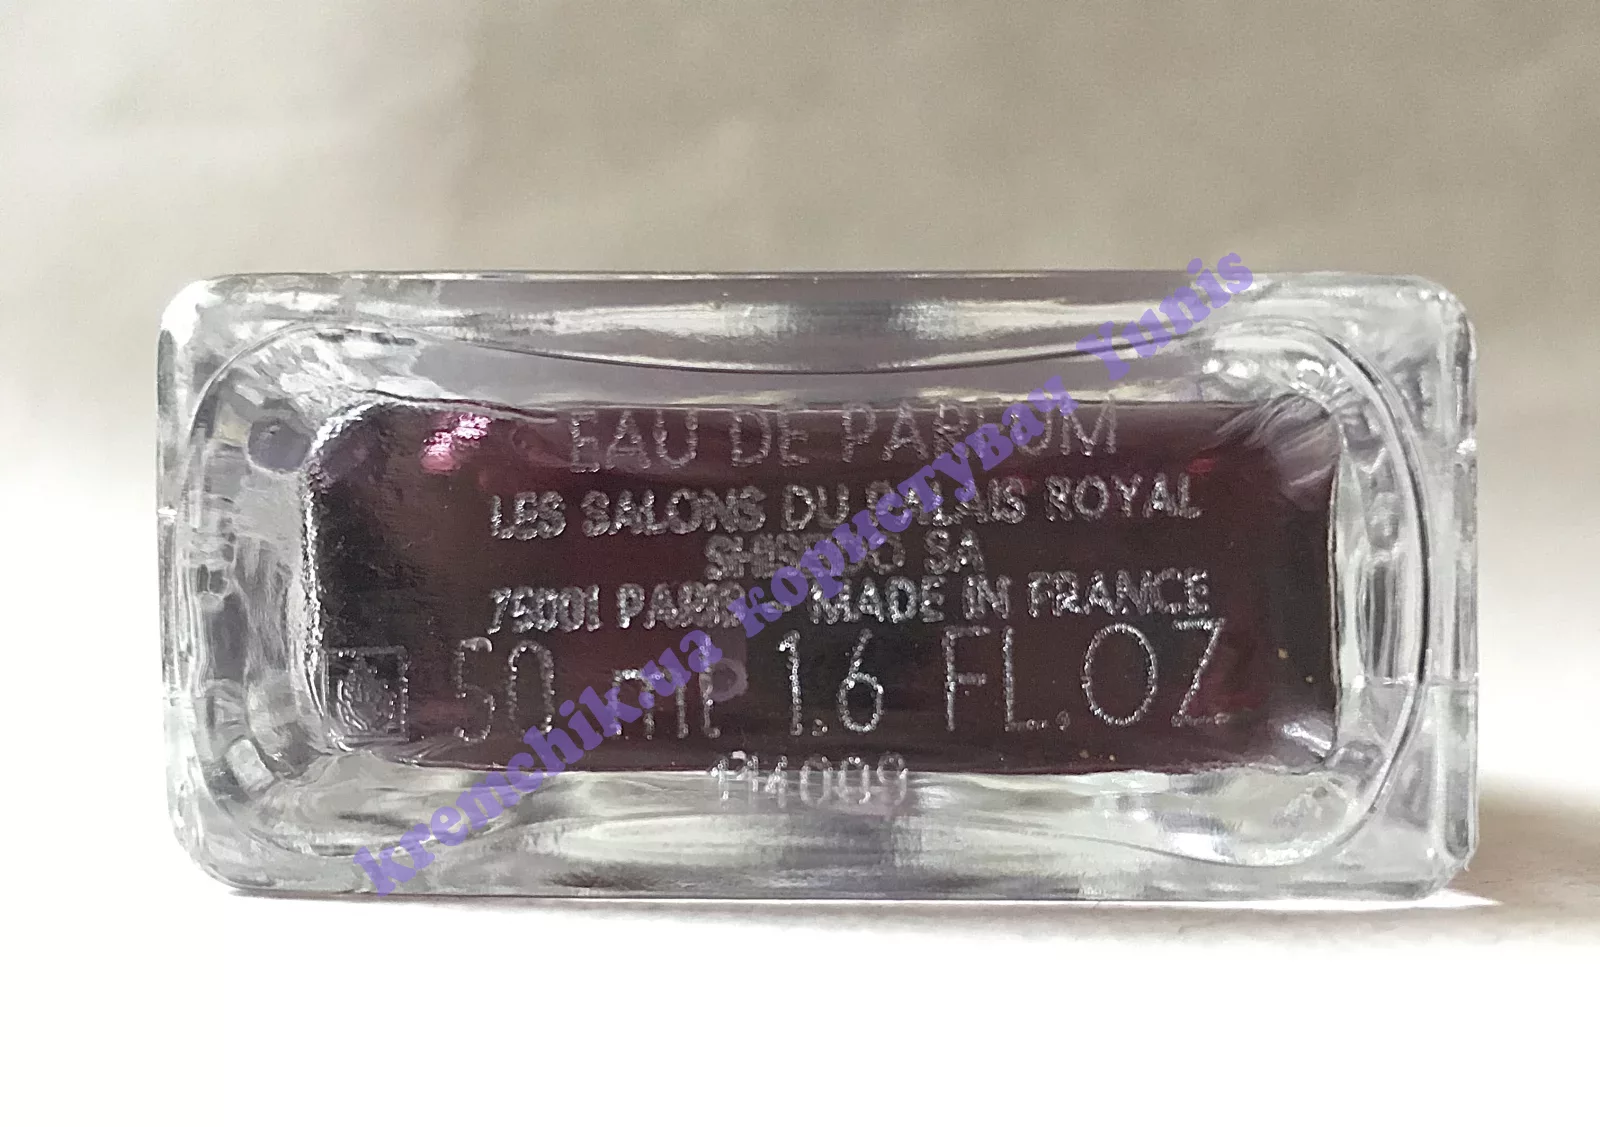 EAU DE PARFUM
LES SALONS DU PALAIS ROYAL
SHISEIDO SA
75001 PARIS - MADE IN FRANCE
50 ml 1.6 FL.OZ.
kremchik.ua користувач Yunis